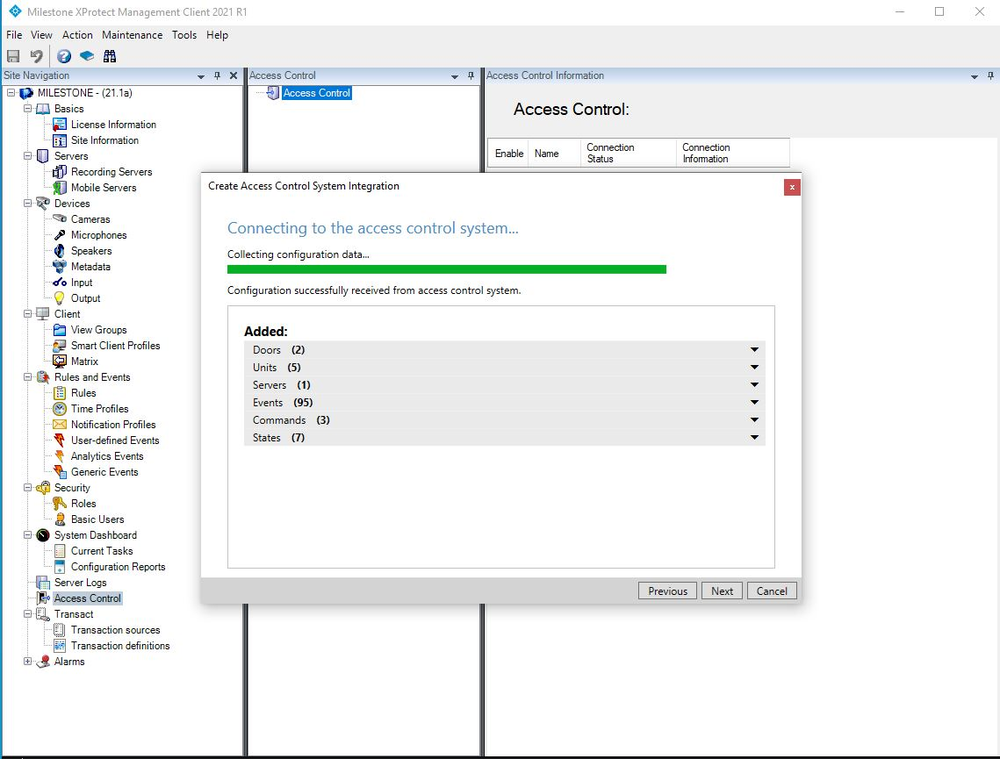 Milestone XProtect Management Client 2021 R1
File View Action Maintenance Tools Help
Site Navigation
MILESTONE - (21.1a)
Basics
License Information
Site Information
Servers
Recording Servers
Mobile Servers
Devices
Cameras
Microphones
Speakers
Metadata
Input
Output
Client
View Groups
Smart Client Profiles
Matrix
Rules and Events
Rules
Time Profiles
Notification Profiles
User-defined Events
Analytics Events
Generic Events
Security
Roles
Basic Users
System Dashboard
Current Tasks
Configuration Reports
Server Logs
Access Control
Transact
Transaction sources
Transaction definitions
Alarms
Access Control
Access Control
Access Control Information
Access Control:
Enable Name Connection Status Connection Information
Create Access Control System Integration
x
Connecting to the access control system...
Collecting configuration data...
Configuration successfully received from access control system.
Added:
Doors (2)
Units (5)
Servers (1)
Events (95)
Commands (3)
States (7)
Previous Next Cancel